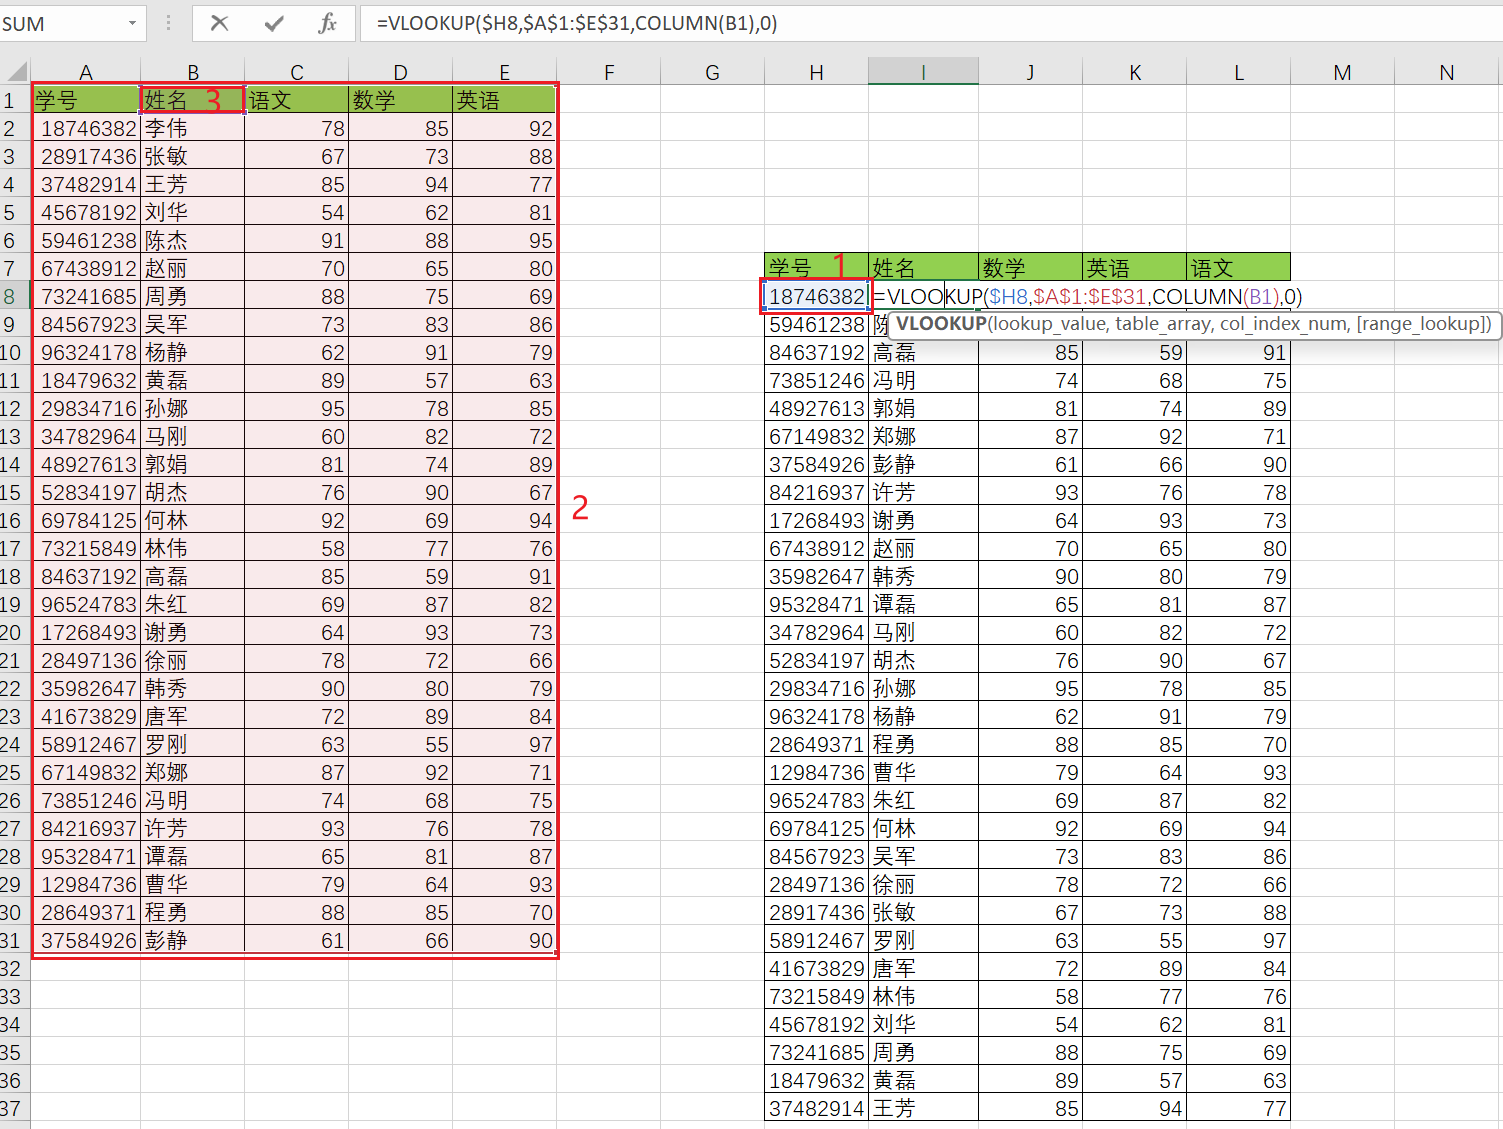 SUM =VLOOKUP($H8,$A$1:$E$31,COLUMN(B1),0)
A B C D E F G H I J K L M N
1 学号 姓名 3 语文 数学 英语
2 18746382 李伟 78 85 92
3 28917436 张敏 67 73 88
4 37482914 王芳 85 94 77
5 45678192 刘华 54 62 81
6 59461238 陈杰 91 88 95
7 67438912 赵丽 70 65 80 学号 1 姓名 数学 英语 语文
8 73241685 周勇 88 75 69 18746382 =VLOOKUP($H8,$A$1:$E$31,COLUMN(B1),0)
9 84567923 吴军 73 83 86 59461238 VLOOKUP(lookup_value, table_array, col_index_num, [range_lookup])
10 96324178 杨静 62 91 79 84637192 高磊 85 59 91
11 18479632 黄磊 89 57 63 73851246 冯明 74 68 75
12 29834716 孙娜 95 78 85 48927613 郭娟 81 74 89
13 34782964 马刚 60 82 72 67149832 郑娜 87 92 71
14 48927613 郭娟 81 74 89 37584926 彭静 61 66 90
15 52834197 胡杰 76 90 67 2 84216937 许芳 93 76 78
16 69784125 何林 92 69 94 17268493 谢勇 64 93 73
17 73215849 林伟 58 77 76 67438912 赵丽 70 65 80
18 84637192 高磊 85 59 91 35982647 韩秀 90 80 79
19 96524783 朱红 69 87 82 95328471 谭磊 65 81 87
20 17268493 谢勇 64 93 73 34782964 马刚 60 82 72
21 28497136 徐丽 78 72 66 52834197 胡杰 76 90 67
22 35982647 韩秀 90 80 79 29834716 孙娜 95 78 85
23 41673829 唐军 72 89 84 96324178 杨静 62 91 79
24 58912467 罗刚 63 55 97 28649371 程勇 88 85 70
25 67149832 郑娜 87 92 71 12984736 曹华 79 64 93
26 73851246 冯明 74 68 75 96524783 朱红 69 87 82
27 84216937 许芳 93 76 78 69784125 何林 92 69 94
28 95328471 谭磊 65 81 87 84567923 吴军 73 83 86
29 12984736 曹华 79 64 93 28497136 徐丽 78 72 66
30 28649371 程勇 88 85 70 28917436 张敏 67 73 88
31 37584926 彭静 61 66 90 58912467 罗刚 63 55 97
32 41673829 唐军 72 89 84
33 73215849 林伟 58 77 76
34 45678192 刘华 54 62 81
35 73241685 周勇 88 75 69
36 18479632 黄磊 89 57 63
37 37482914 王芳 85 94 77